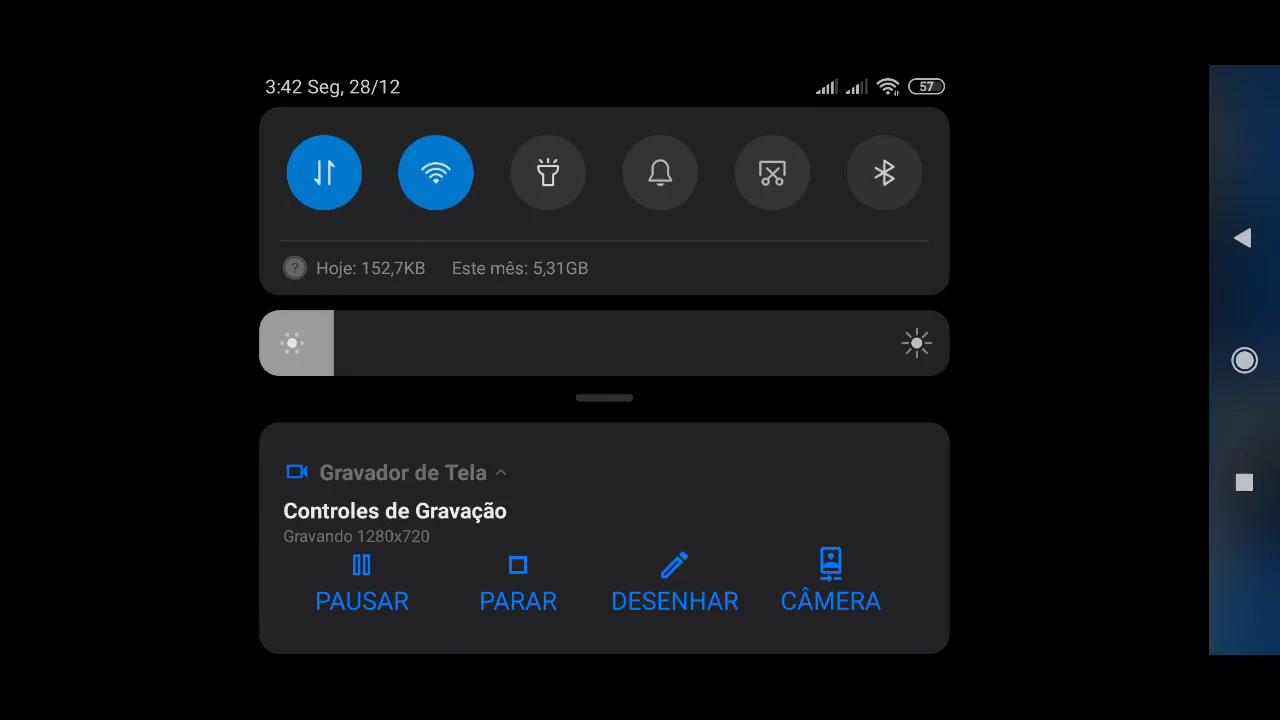 3:42 Seg, 28/12
57
Hoje: 152,7KB Este mês: 5,31GB
Gravador de Tela
Controles de Gravação
Gravando 1280x720
PAUSAR PARAR DESENHAR CÂMERA